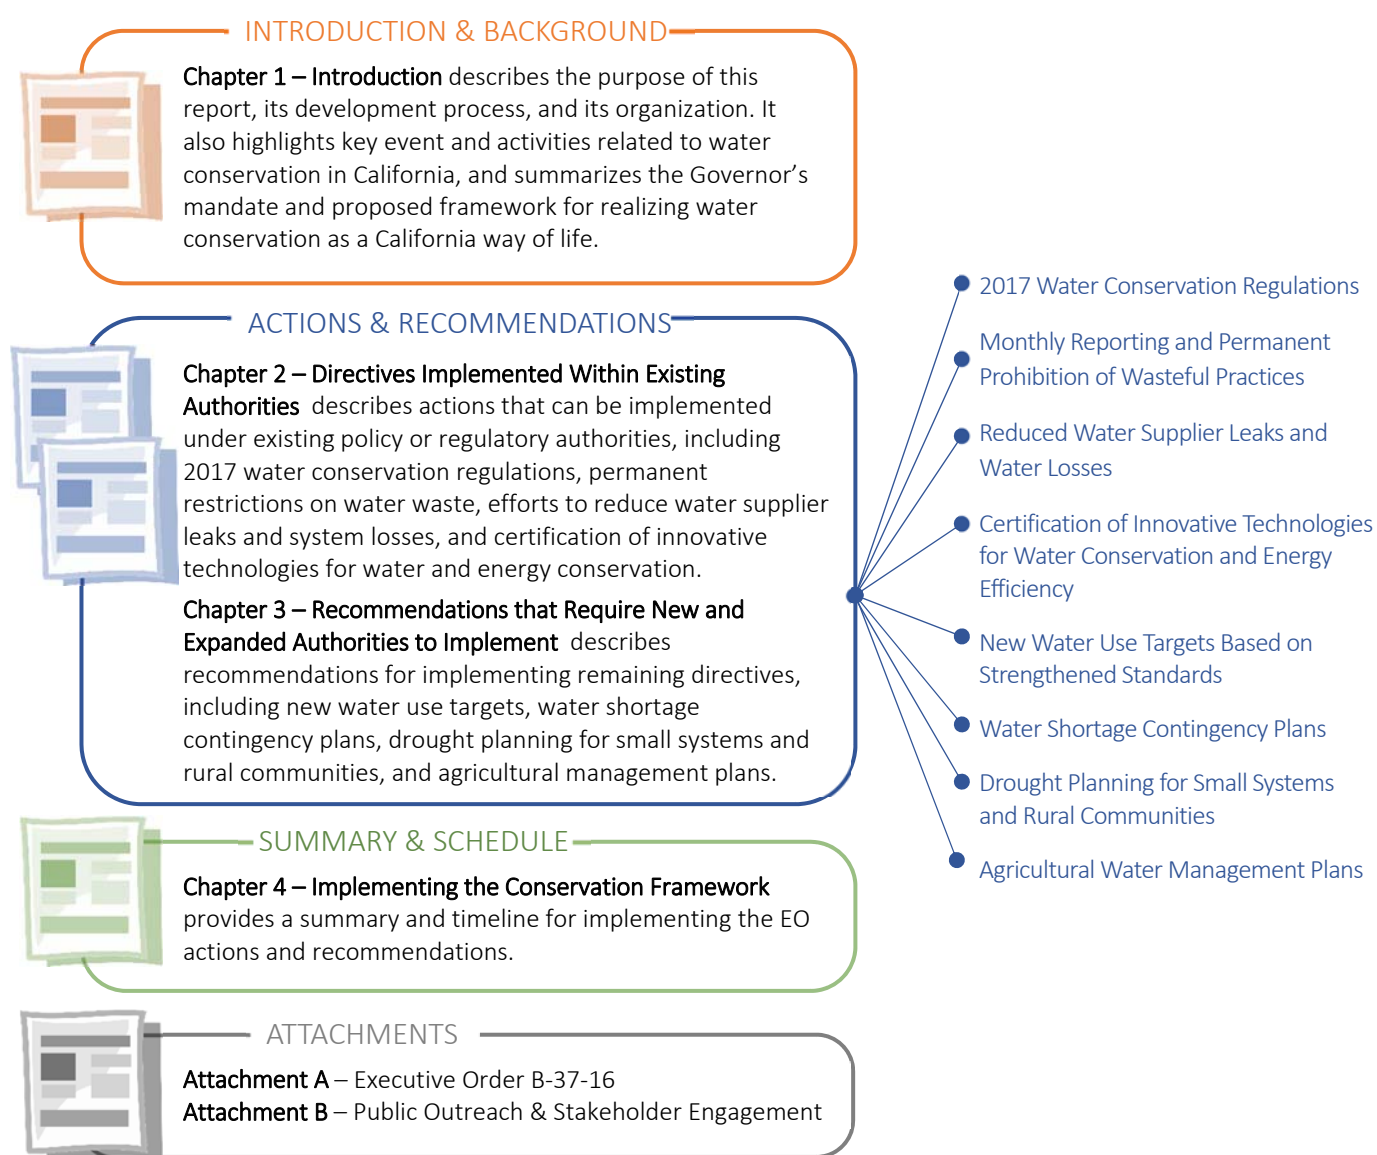 INTRODUCTION & BACKGROUND
Chapter 1 – Introduction describes the purpose of this
report, its development process, and its organization. It
also highlights key event and activities related to water
conservation in California, and summarizes the Governor’s
mandate and proposed framework for realizing water
conservation as a California way of life.
ACTIONS & RECOMMENDATIONS
Chapter 2 – Directives Implemented Within Existing
Authorities describes actions that can be implemented
under existing policy or regulatory authorities, including
2017 water conservation regulations, permanent
restrictions on water waste, efforts to reduce water supplier
leaks and system losses, and certification of innovative
technologies for water and energy conservation.
Chapter 3 – Recommendations that Require New and
Expanded Authorities to Implement describes
recommendations for implementing remaining directives,
including new water use targets, water shortage
contingency plans, drought planning for small systems and
rural communities, and agricultural management plans.
2017 Water Conservation Regulations
Monthly Reporting and Permanent
Prohibition of Wasteful Practices
Reduced Water Supplier Leaks and
Water Losses
Certification of Innovative Technologies
for Water Conservation and Energy
Efficiency
New Water Use Targets Based on
Strengthened Standards
Water Shortage Contingency Plans
Drought Planning for Small Systems
and Rural Communities
Agricultural Water Management Plans
SUMMARY & SCHEDULE
Chapter 4 – Implementing the Conservation Framework
provides a summary and timeline for implementing the EO
actions and recommendations.
ATTACHMENTS
Attachment A – Executive Order B-37-16
Attachment B – Public Outreach & Stakeholder Engagement